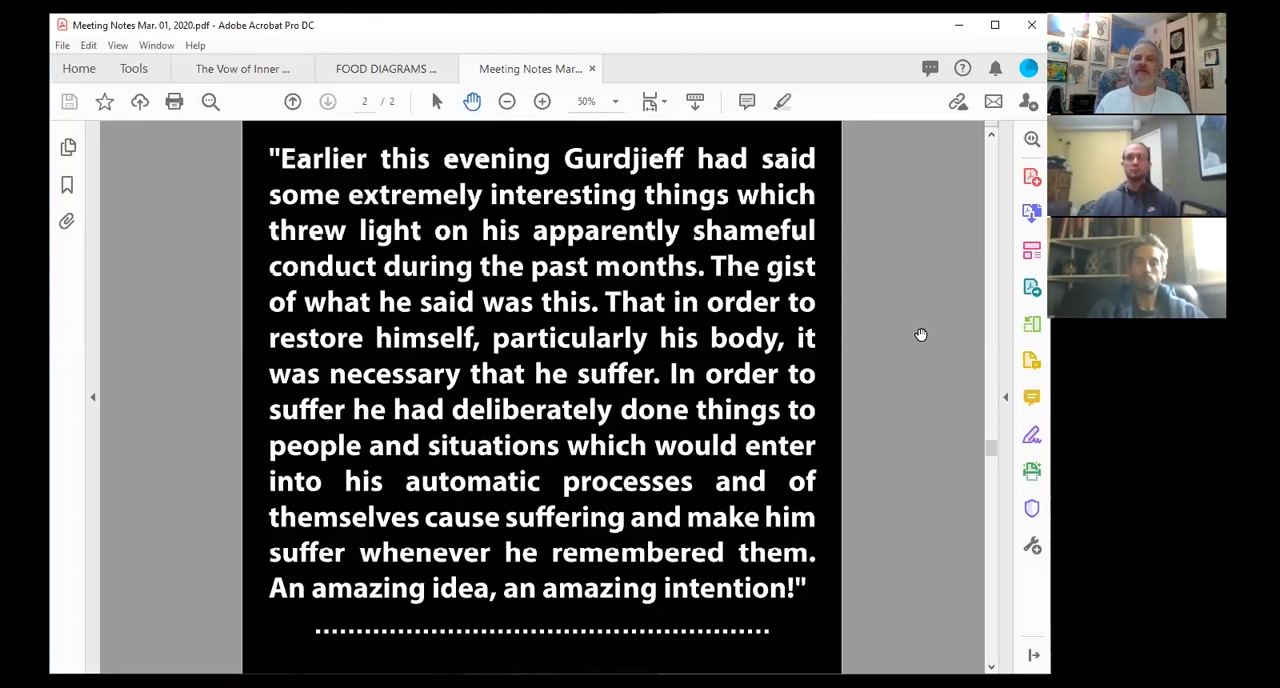 Meeting Notes Mar. 01, 2020.pdf - Adobe Acrobat Pro DC
File Edit View Window Help
Home Tools The Vow of Inner ... FOOD DIAGRAMS ... Meeting Notes Mar... ×
2 / 2 50%
"Earlier this evening Gurdjieff had said
some extremely interesting things which
threw light on his apparently shameful
conduct during the past months. The gist
of what he said was this. That in order to
restore himself, particularly his body, it
was necessary that he suffer. In order to
suffer he had deliberately done things to
people and situations which would enter
into his automatic processes and of
themselves cause suffering and make him
suffer whenever he remembered them.
An amazing idea, an amazing intention!"
......................................................